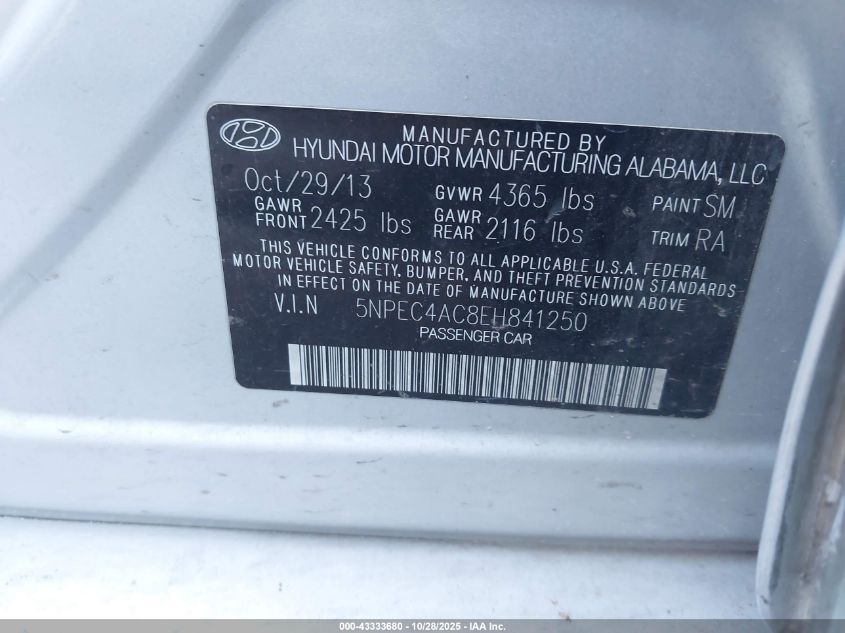 MANUFACTURED BY
HYUNDAI MOTOR MANUFACTURING ALABAMA, LLC
Oct/29/13 GVWR 4365 lbs PAINT SM
GAWR FRONT 2425 lbs GAWR REAR 2116 lbs TRIM RA
THIS VEHICLE CONFORMS TO ALL APPLICABLE U.S.A. FEDERAL
MOTOR VEHICLE SAFETY, BUMPER, AND THEFT PREVENTION STANDARDS
IN EFFECT ON THE DATE OF MANUFACTURE SHOWN ABOVE
V.I.N 5NPEC4AC8EH841250
PASSENGER CAR
000-43333680 - 10/28/2025 - IAA Inc.